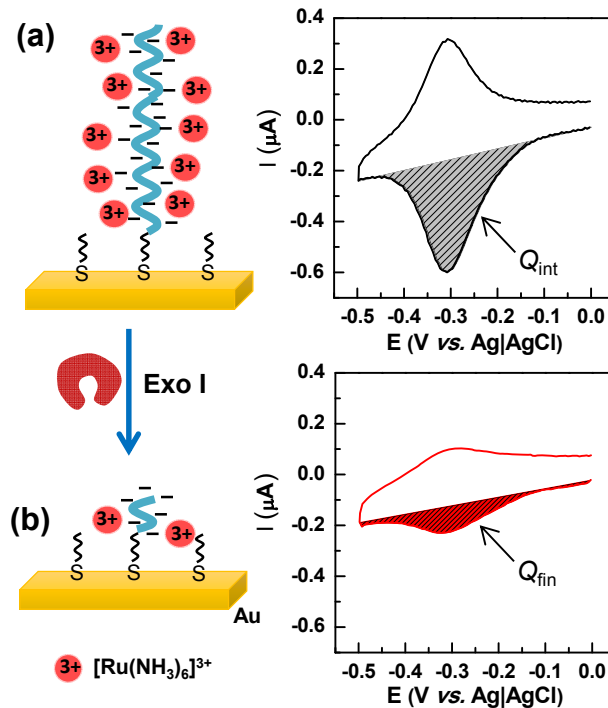 (a)
3+ 3+
3+ 3+
3+ 3+
3+ 3+
3+ 3+
S S S
Exo I
(b)
3+ 3+
S S S
Au
3+ [Ru(NH3)6]3+
I (μA)
0.4
0.2
0.0
-0.2
-0.4
-0.6
Qint
-0.5 -0.4 -0.3 -0.2 -0.1 0.0
E (V vs. Ag|AgCl)
I (μA)
0.4
0.2
0.0
-0.2
-0.4
-0.6
Qfin
-0.5 -0.4 -0.3 -0.2 -0.1 0.0
E (V vs. Ag|AgCl)